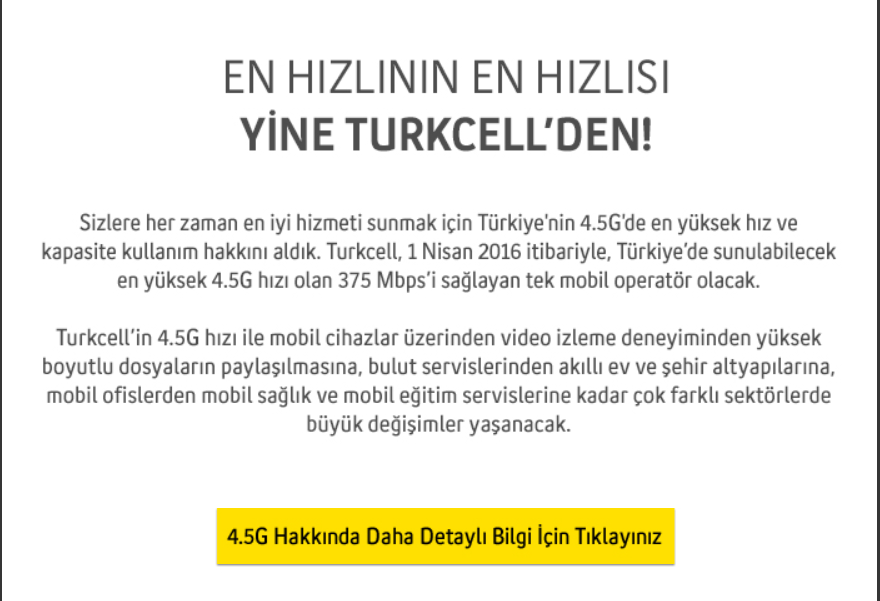 EN HIZLININ EN HIZLISI
YİNE TURKCELL’DEN!
Sizlere her zaman en iyi hizmeti sunmak için Türkiye'nin 4.5G'de en yüksek hız ve
kapasite kullanım hakkını aldık. Turkcell, 1 Nisan 2016 itibariyle, Türkiye’de sunulabilecek
en yüksek 4.5G hızı olan 375 Mbps’i sağlayan tek mobil operatör olacak.
Turkcell’in 4.5G hızı ile mobil cihazlar üzerinden video izleme deneyiminden yüksek
boyutlu dosyaların paylaşılmasına, bulut servislerinden akıllı ev ve şehir altyapılarına,
mobil ofislerden mobil sağlık ve mobil eğitim servislerine kadar çok farklı sektörlerde
büyük değişimler yaşanacak.
4.5G Hakkında Daha Detaylı Bilgi İçin Tıklayınız